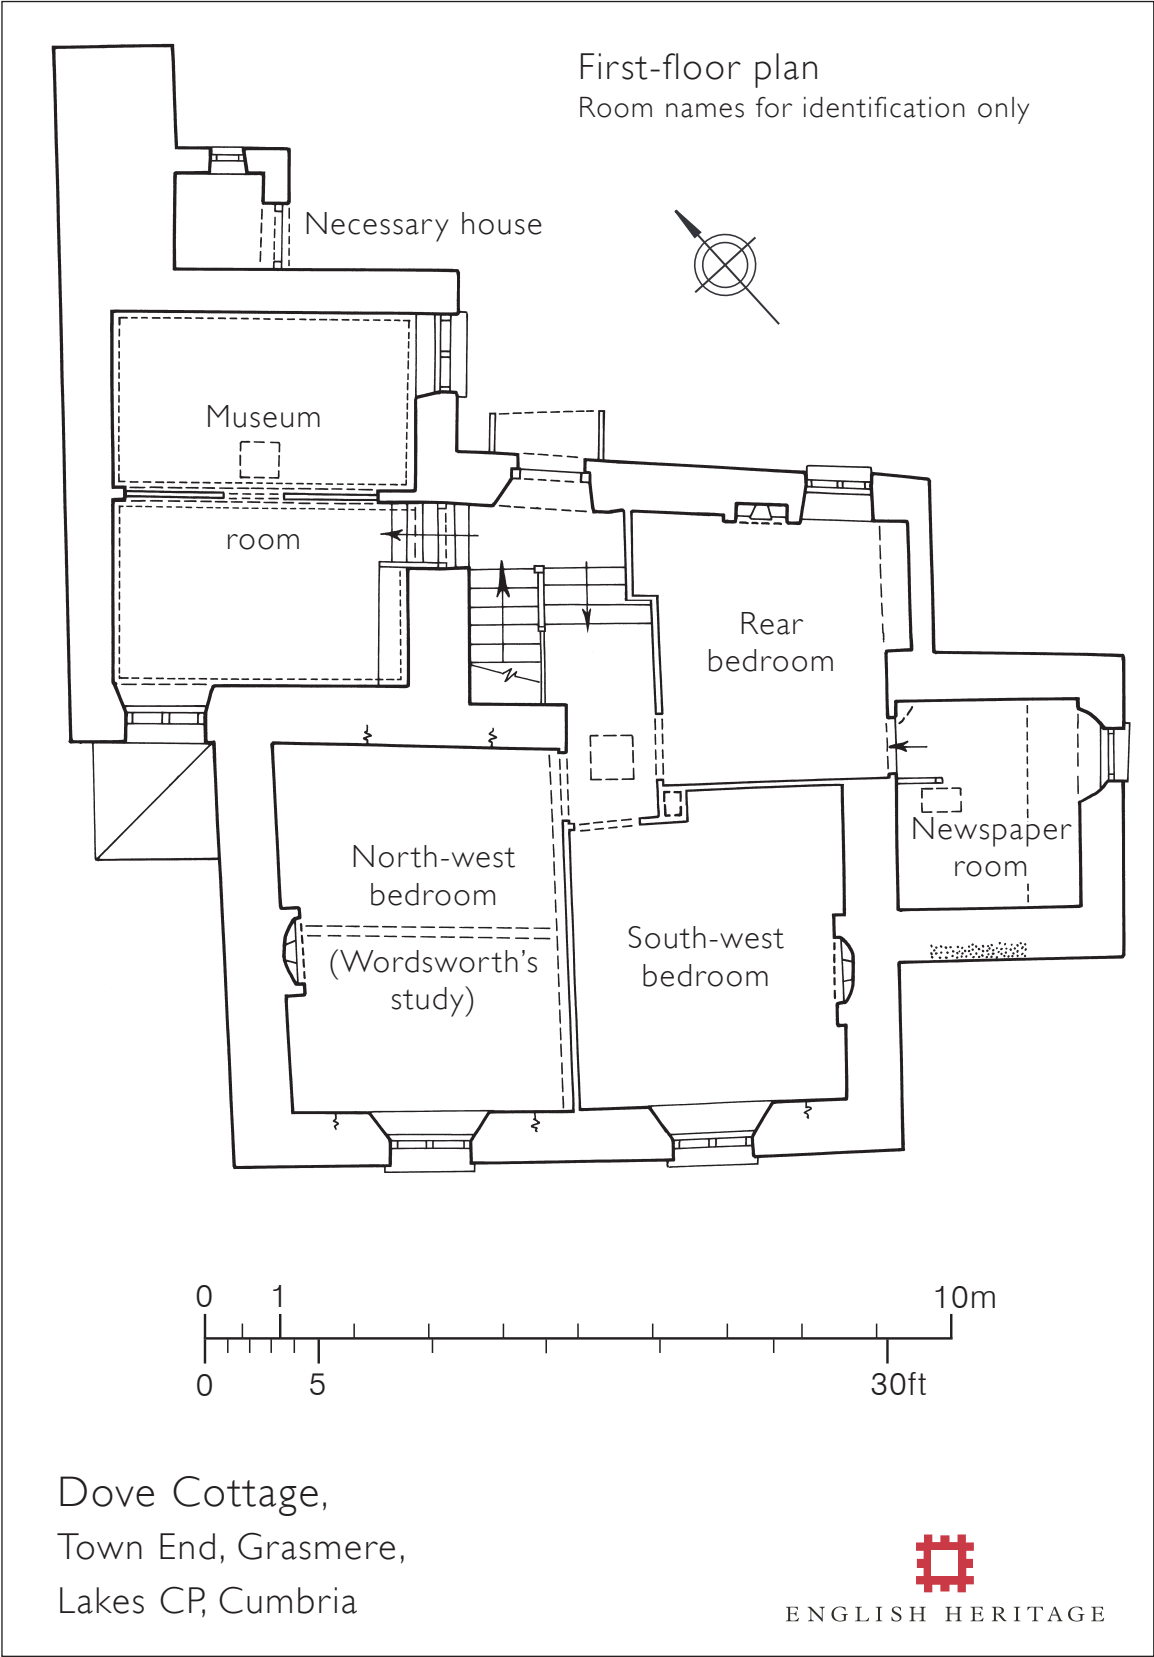 First-floor plan
Room names for identification only
Necessary house
Museum
room
Rear
bedroom
Newspaper
room
North-west
bedroom
(Wordsworth's
study)
South-west
bedroom
0 1 10m
0 5 30ft
Dove Cottage,
Town End, Grasmere,
Lakes CP, Cumbria
ENGLISH HERITAGE